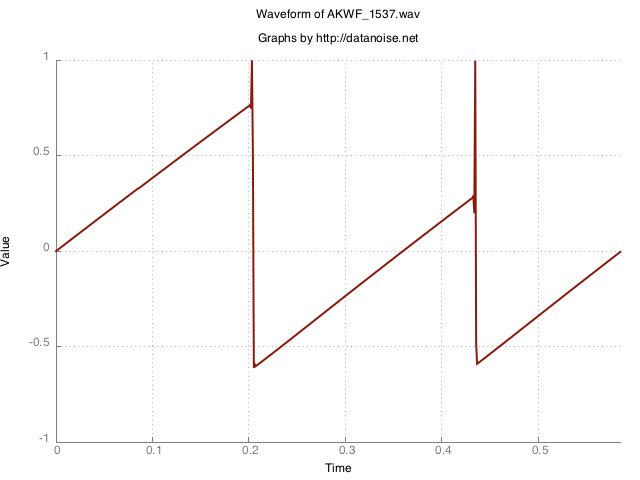 Waveform of AKWF_1537.wav
Graphs by http://datanoise.net
1
0.5
0
-0.5
-1
Value
0 0.1 0.2 0.3 0.4 0.5
Time